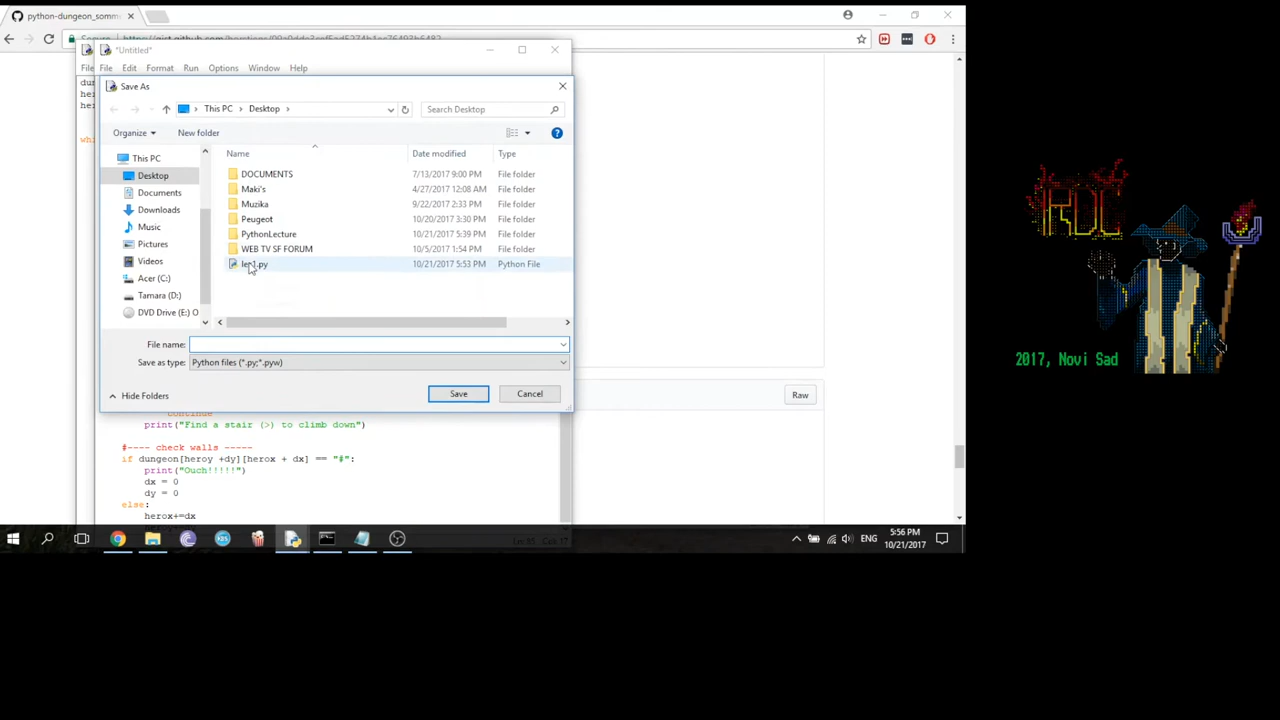 python-dungeon_somm
Secure
*Untitled*
File File Edit Format Run Options Window Help
Save As
This PC Desktop
Search Desktop
Organize New folder
Name Date modified Type
This PC
Desktop
Documents
Downloads
Music
Pictures
Videos
Acer (C:)
Tamara (D:)
DVD Drive (E:) O
DOCUMENTS 7/13/2017 9:00 PM File folder
Maki's 4/27/2017 12:08 AM File folder
Muzika 9/22/2017 2:33 PM File folder
Peugeot 10/20/2017 3:30 PM File folder
PythonLecture 10/21/2017 5:39 PM File folder
WEB TV SF FORUM 10/5/2017 1:54 PM File folder
10/21/2017 5:53 PM Python File
File name:
Save as type: Python files (*.py;*.pyw)
Hide Folders Save Cancel
Raw
continue
print("Find a stair (>) to climb down")
#---- check walls -----
if dungeon[heroy +dy][herox + dx] == "#":
print("Ouch!!!!!")
dx = 0
dy = 0
else:
herox+=dx
ENG
5:56 PM
10/21/2017
RDL
2017, Novi Sad